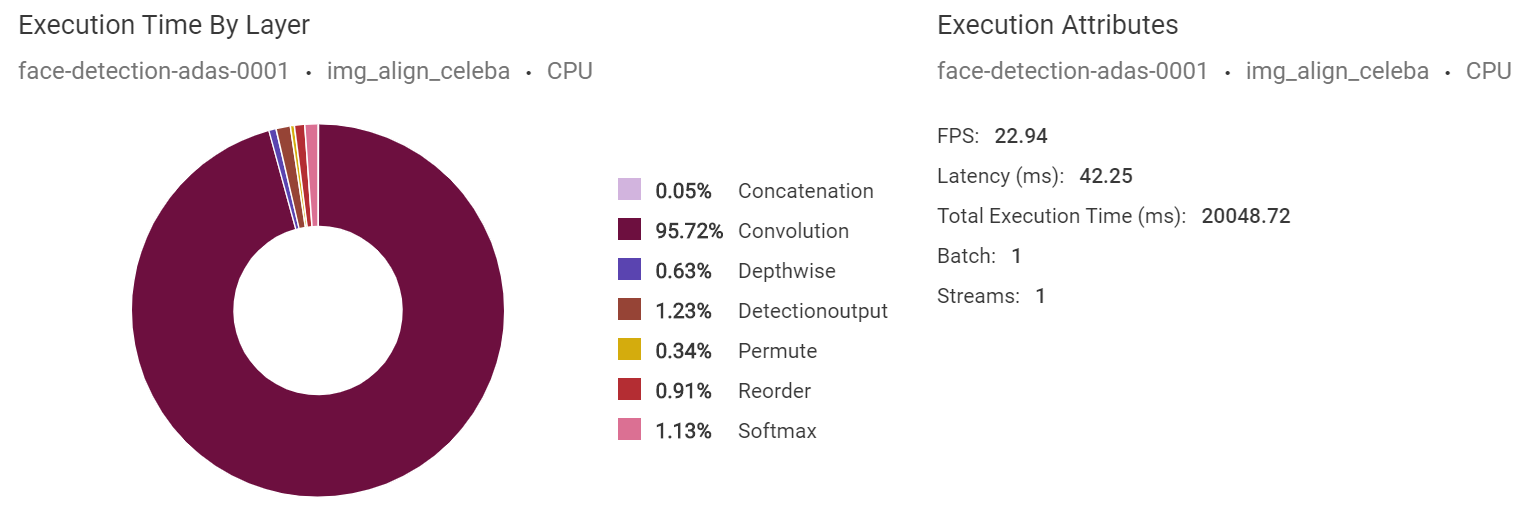 Execution Time By Layer
face-detection-adas-0001 • img_align_celeba • CPU
0.05% Concatenation
95.72% Convolution
0.63% Depthwise
1.23% Detectionoutput
0.34% Permute
0.91% Reorder
1.13% Softmax
Execution Attributes
face-detection-adas-0001 • img_align_celeba • CPU
FPS: 22.94
Latency (ms): 42.25
Total Execution Time (ms): 20048.72
Batch: 1
Streams: 1